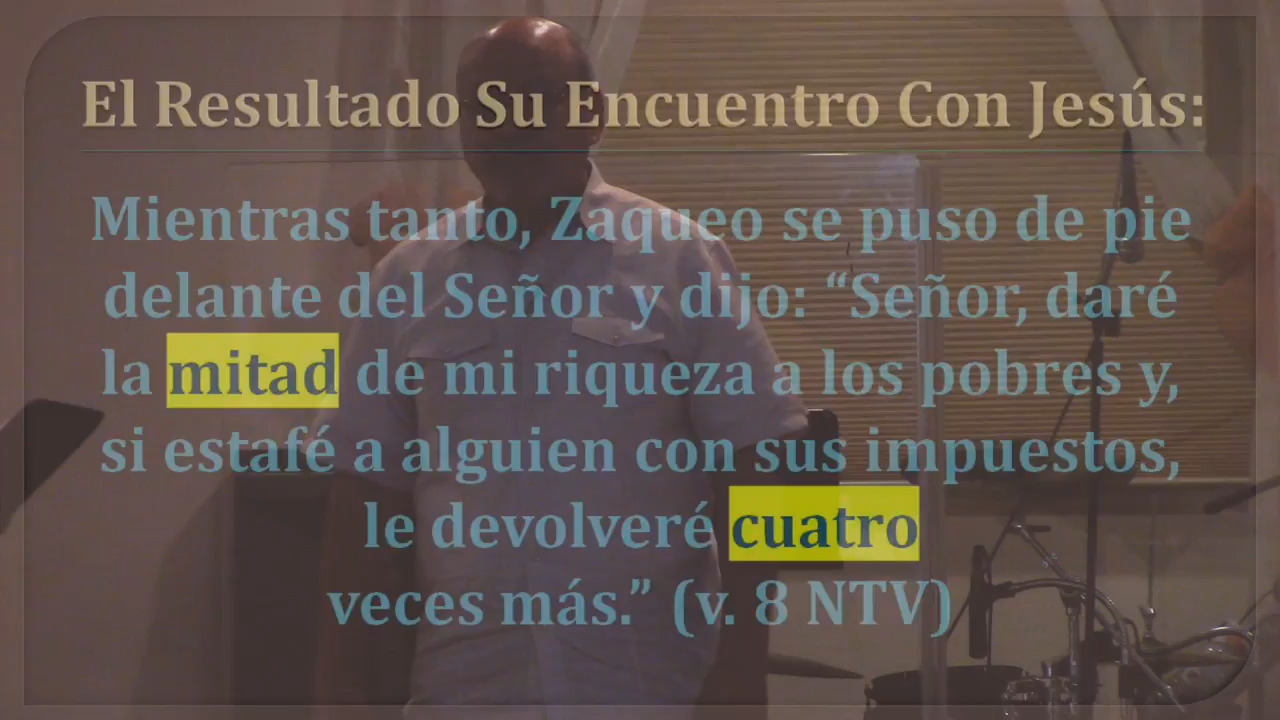 El Resultado Su Encuentro Con Jesús:
Mientras tanto, Zaqueo se puso de pie
delante del Señor y dijo: “Señor, daré
la mitad de mi riqueza a los pobres y,
si estafé a alguien con sus impuestos,
le devolveré cuatro
veces más.” (v. 8 NTV)